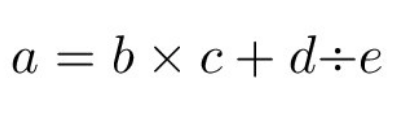 a = b × c + d÷e